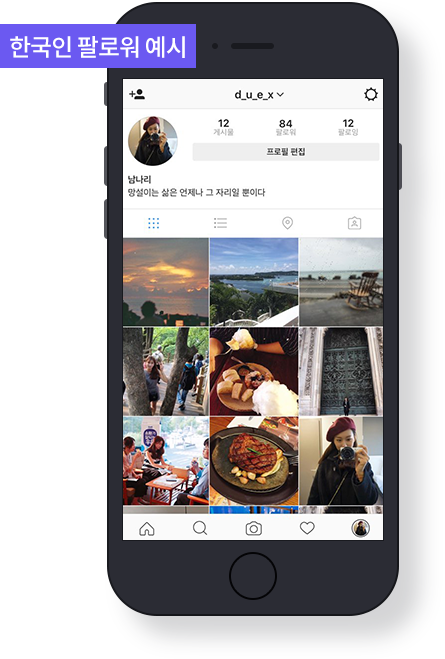 한국인 팔로워 예시
d_u_e_x
12
84
12
게시물
팔로워
팔로잉
프로필 편집
남나리
망설이는 삶은 언제나 그 자리일 뿐이다